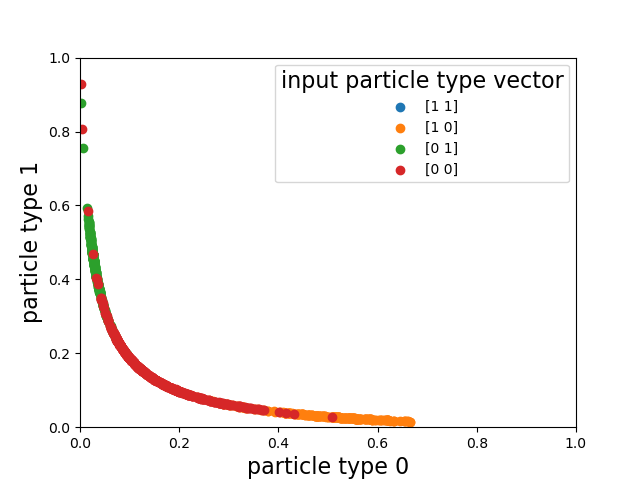 1.0
0.8
0.6
0.4
0.2
0.0
particle type 1
input particle type vector
[1 1]
[1 0]
[0 1]
[0 0]
0.0 0.2 0.4 0.6 0.8 1.0
particle type 0